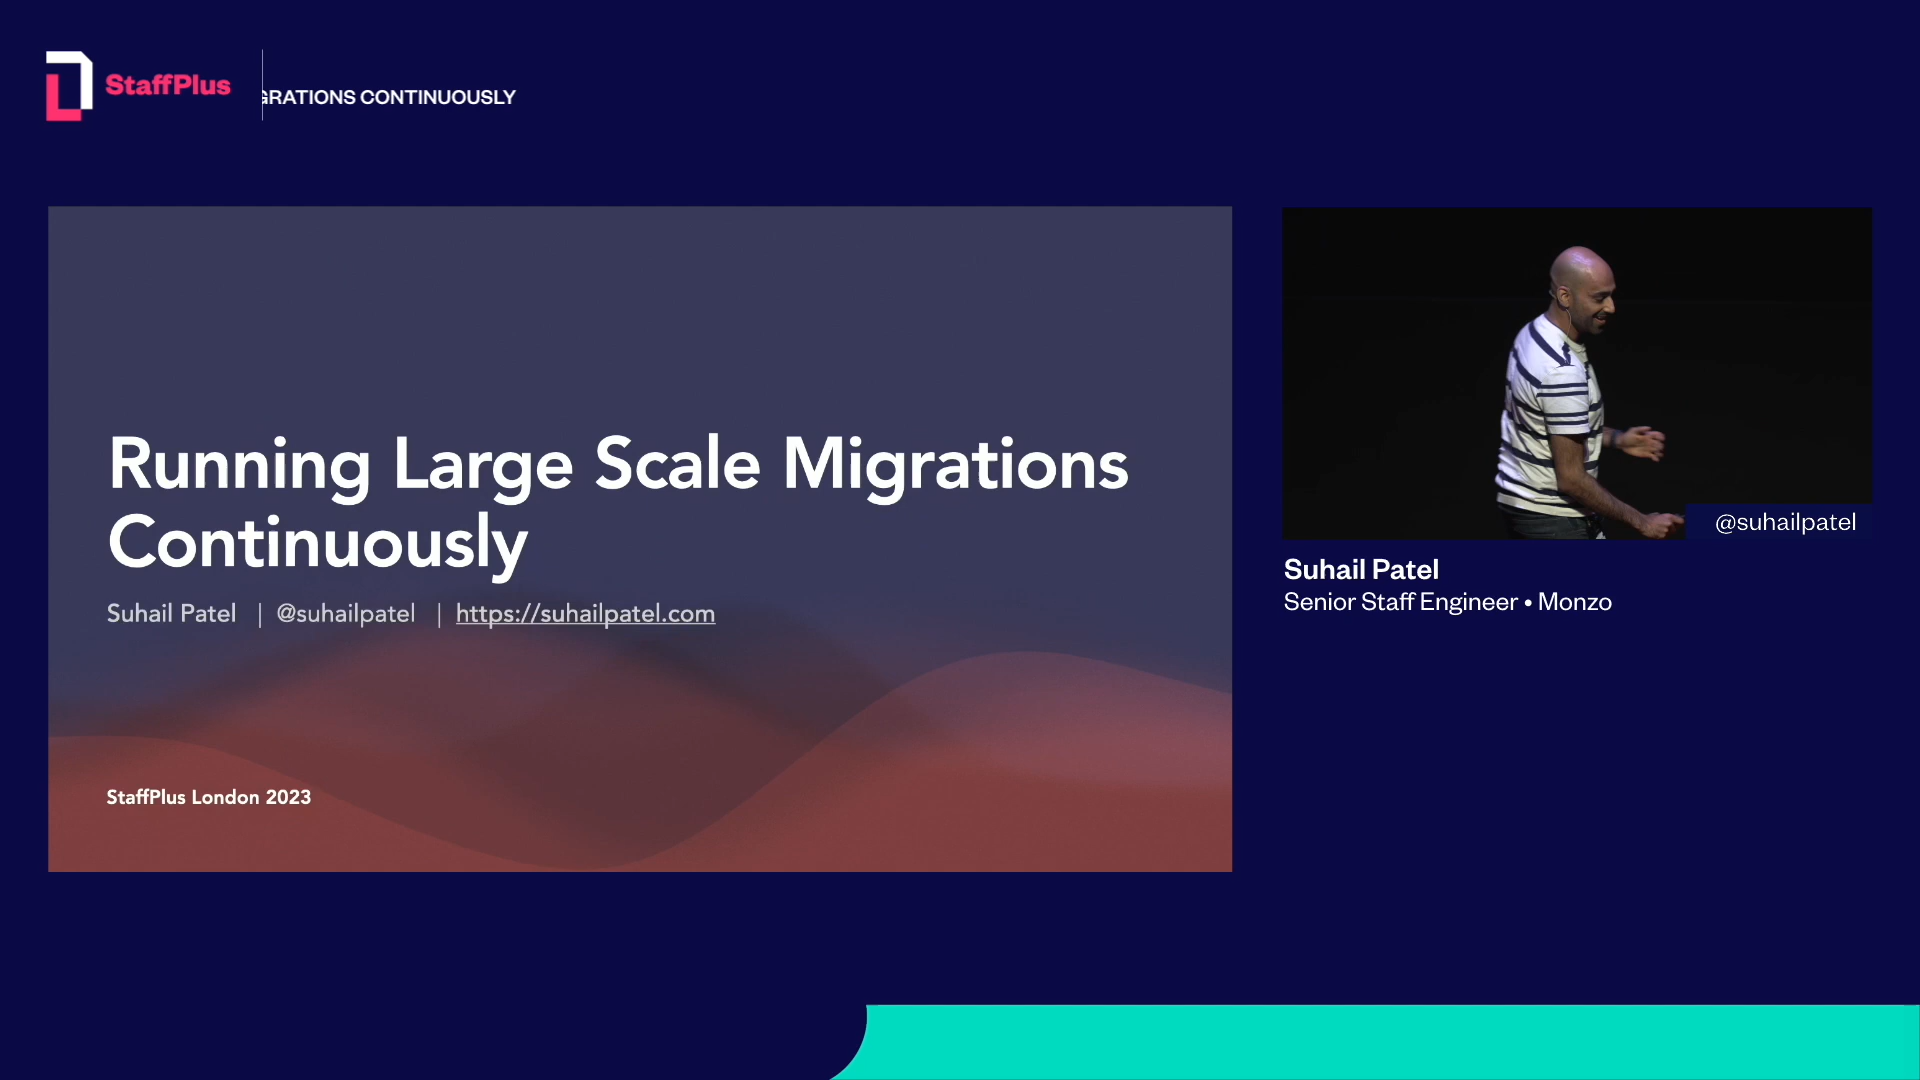 StaffPlus
GRATIONS CONTINUOUSLY
Running Large Scale Migrations
Continuously
Suhail Patel | @suhailpatel | https://suhailpatel.com
StaffPlus London 2023
@suhailpatel
Suhail Patel
Senior Staff Engineer • Monzo